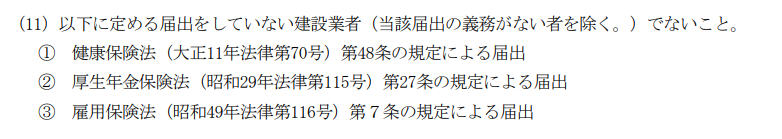 (11) 以下に定める届出をしていない建設業者（当該届出の義務がない者を除く。）でないこと。
① 健康保険法（大正11年法律第70号）第48条の規定による届出
② 厚生年金保険法（昭和29年法律第115号）第27条の規定による届出
③ 雇用保険法（昭和49年法律第116号）第７条の規定による届出